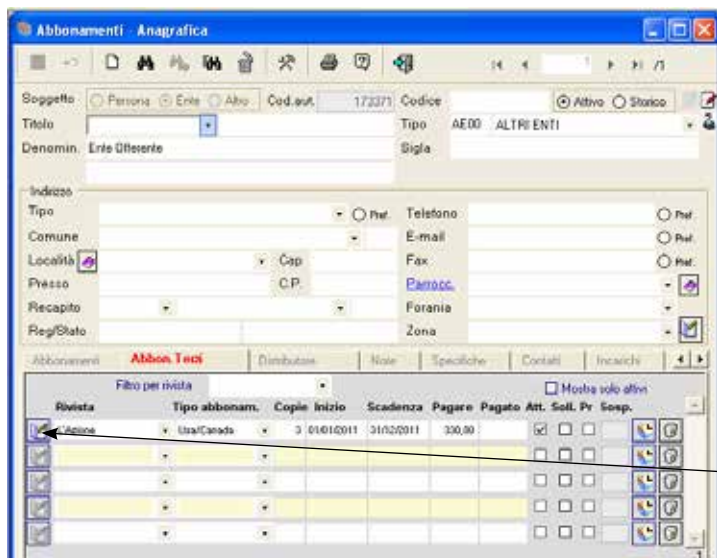 Abbonamenti - Anagrafica
1 /1
Soggetto Persona Ente Altro Cod.aut. 173371 Codice Attivo Storico
Titolo Tipo AE00 ALTRI ENTI
Denomin. Ente Offerente Sigla
Indirizzo
Tipo Pref. Telefono Pref.
Comune E-mail Pref.
Località Cap Fax Pref.
Presso C.P. Parrocc.
Recapito Forania
Reg/Stato Zona
Abbonamenti Abbon. Terzi Distributore Note Specifiche Contatti Incarichi
Filtro per rivista Mostra solo attivi
Rivista Tipo abbonam. Copie Inizio Scadenza Pagare Pagato Att. Soll. Pr Sosp.
L'Azione Usa/Canada 3 01/01/2011 31/12/2011 330,00